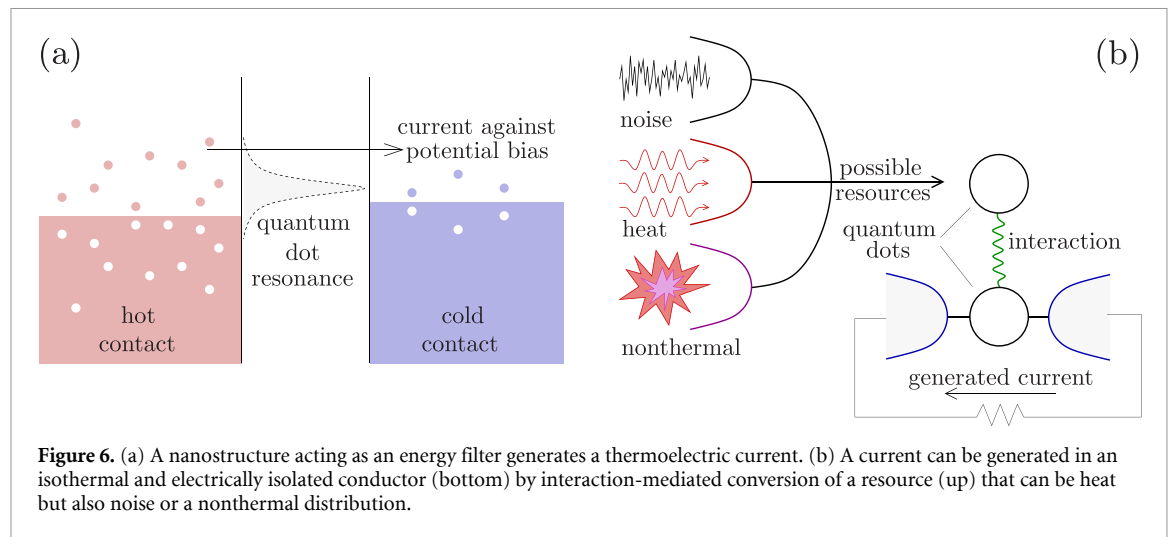 (a)
current against
potential bias
quantum
dot
resonance
hot
contact
cold
contact
(b)
noise
heat
nonthermal
possible
resources
quantum
dots
interaction
generated current
Figure 6. (a) A nanostructure acting as an energy filter generates a thermoelectric current. (b) A current can be generated in an
isothermal and electrically isolated conductor (bottom) by interaction-mediated conversion of a resource (up) that can be heat
but also noise or a nonthermal distribution.